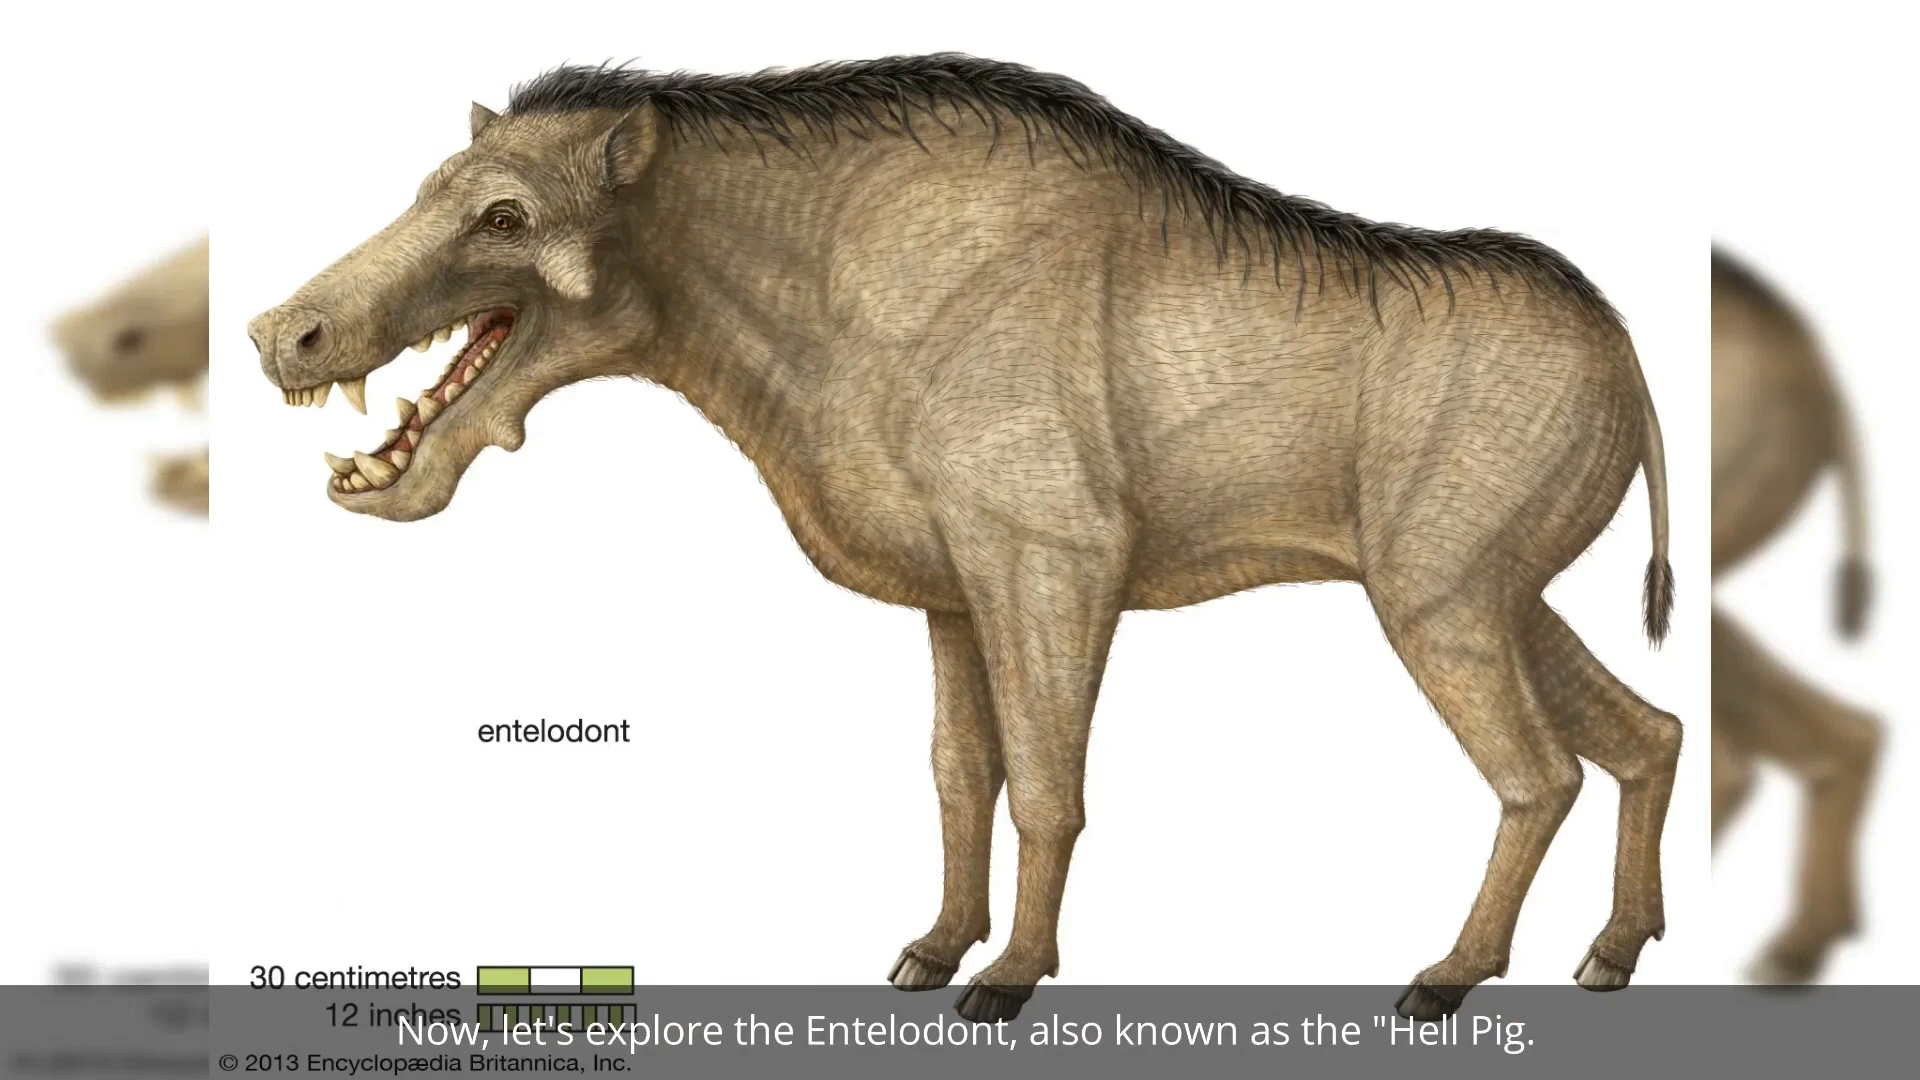 entelodont
30 centimetres
12 inches
Now, let's explore the Entelodont, also known as the "Hell Pig.
© 2013 Encyclopædia Britannica, Inc.